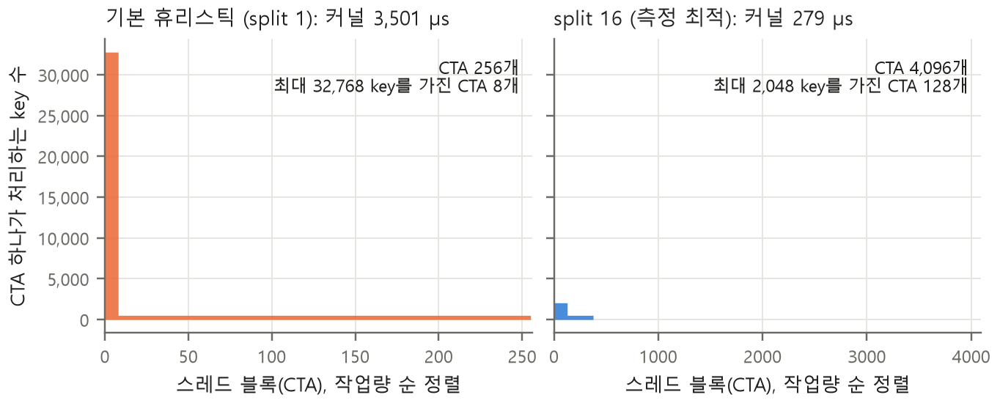 기본 휴리스틱 (split 1): 커널 3,501 µs
CTA 256개
최대 32,768 key를 가진 CTA 8개
CTA 하나가 처리하는 key 수
30,000
25,000
20,000
15,000
10,000
5,000
0
0 50 100 150 200 250
스레드 블록(CTA), 작업량 순 정렬
split 16 (측정 최적): 커널 279 µs
CTA 4,096개
최대 2,048 key를 가진 CTA 128개
0 1000 2000 3000 4000
스레드 블록(CTA), 작업량 순 정렬